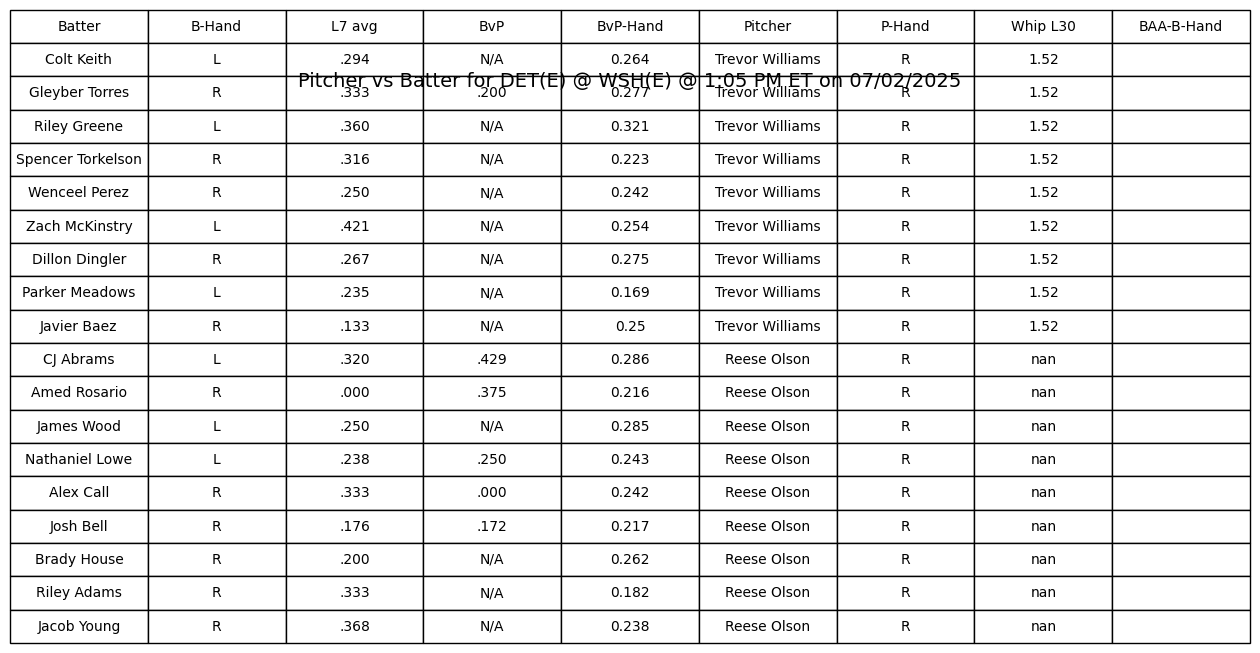 Batter B-Hand L7 avg BvP BvP-Hand Pitcher P-Hand Whip L30 BAA-B-Hand
Colt Keith L .294 N/A 0.264 Trevor Williams R 1.52
Pitcher vs Batter for DET(E) @ WSH(E) @ 1:05 PM ET on 07/02/2025
Gleyber Torres R .333 .200 0.277 Trevor Williams R 1.52
Riley Greene L .360 N/A 0.321 Trevor Williams R 1.52
Spencer Torkelson R .316 N/A 0.223 Trevor Williams R 1.52
Wenceel Perez R .250 N/A 0.242 Trevor Williams R 1.52
Zach McKinstry L .421 N/A 0.254 Trevor Williams R 1.52
Dillon Dingler R .267 N/A 0.275 Trevor Williams R 1.52
Parker Meadows L .235 N/A 0.169 Trevor Williams R 1.52
Javier Baez R .133 N/A 0.25 Trevor Williams R 1.52
CJ Abrams L .320 .429 0.286 Reese Olson R nan
Amed Rosario R .000 .375 0.216 Reese Olson R nan
James Wood L .250 N/A 0.285 Reese Olson R nan
Nathaniel Lowe L .238 .250 0.243 Reese Olson R nan
Alex Call R .333 .000 0.242 Reese Olson R nan
Josh Bell R .176 .172 0.217 Reese Olson R nan
Brady House R .200 N/A 0.262 Reese Olson R nan
Riley Adams R .333 N/A 0.182 Reese Olson R nan
Jacob Young R .368 N/A 0.238 Reese Olson R nan